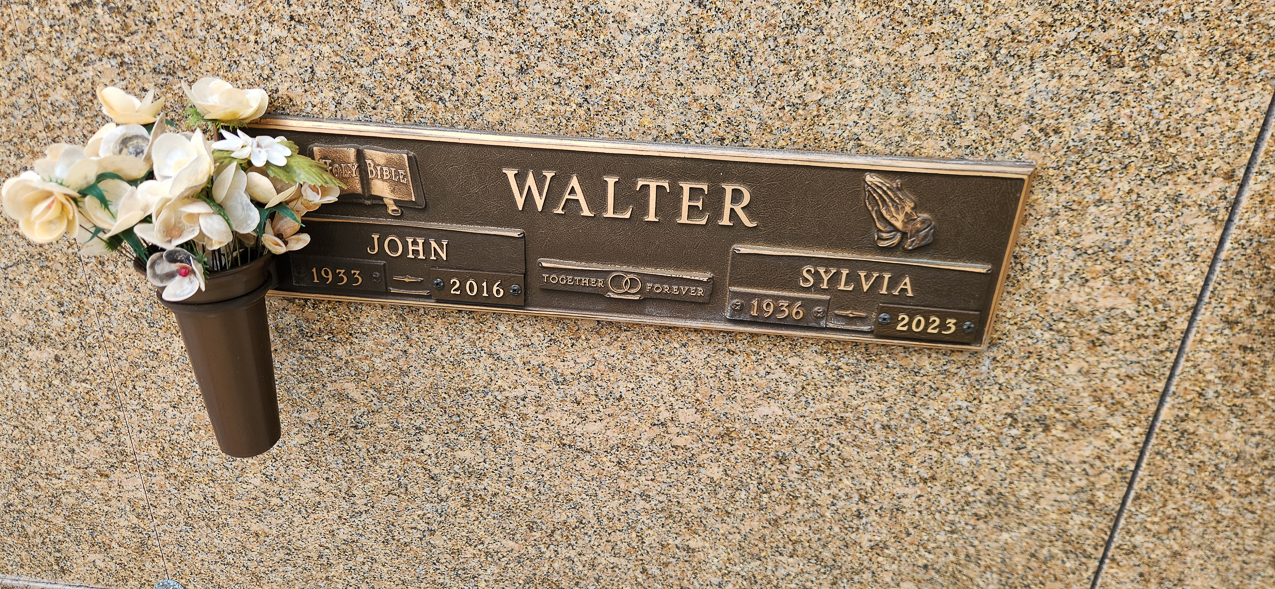 HOLY BIBLE
WALTER
JOHN
1933 2016
TOGETHER FOREVER
SYLVIA
1936 2023